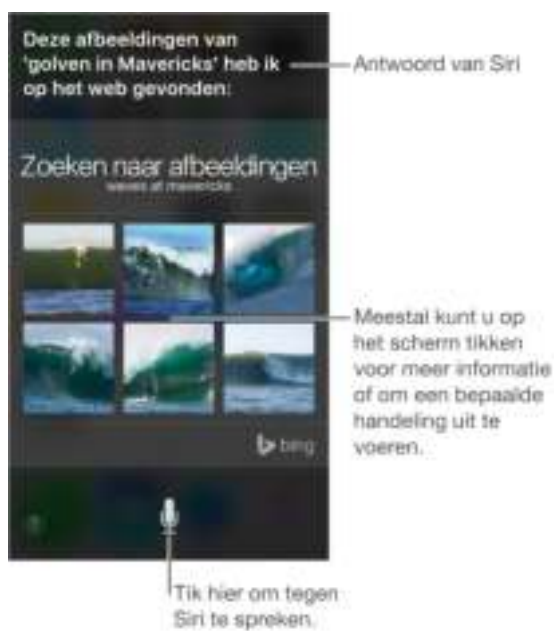 Deze afbeeldingen van
'golven in Mavericks' heb ik
op het web gevonden:
Antwoord van Siri
Zoeken naar afbeeldingen
waves at mavericks
Meestal kunt u op
het scherm tikken
voor meer informatie
of om een bepaalde
handeling uit te
voeren.
bing
Tik hier om tegen
Siri te spreken.